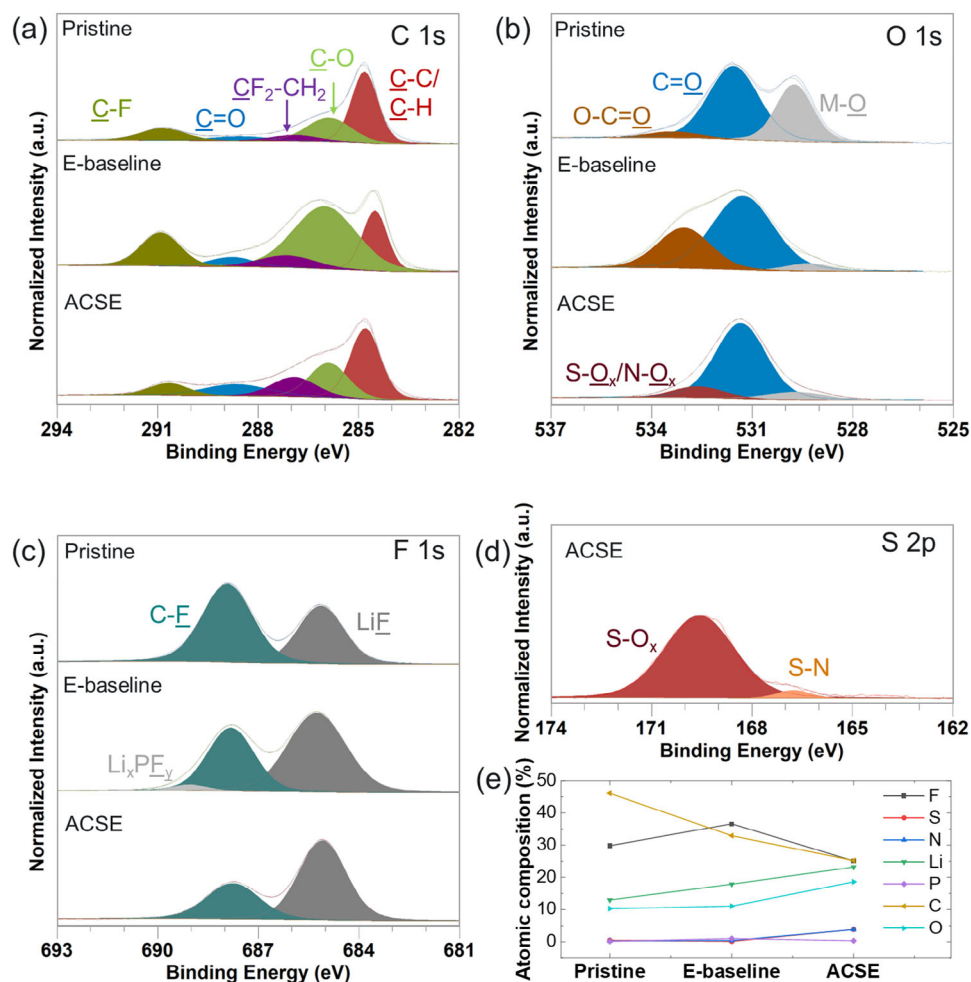 (a)
Pristine
C 1s
C-F
C=O
CF₂-CH₂
C-O
C-C/
C-H
E-baseline
ACSE
Normalized Intensity (a.u.)
294 291 288 285 282
Binding Energy (eV)
(b)
Pristine
O 1s
O-C=O
C=O
M-O
E-baseline
ACSE
S-Oₓ/N-Oₓ
Normalized Intensity (a.u.)
537 534 531 528 525
Binding Energy (eV)
(c)
Pristine
F 1s
C-F
LiF
E-baseline
LiₓPFᵧ
ACSE
Normalized Intensity (a.u.)
693 690 687 684 681
Binding Energy (eV)
(d)
ACSE
S 2p
S-Oₓ
S-N
Normalized Intensity (a.u.)
174 171 168 165 162
Binding Energy (eV)
(e)
Atomic composition (%)
50
40
30
20
10
0
F
S
N
Li
P
C
O
Pristine E-baseline ACSE